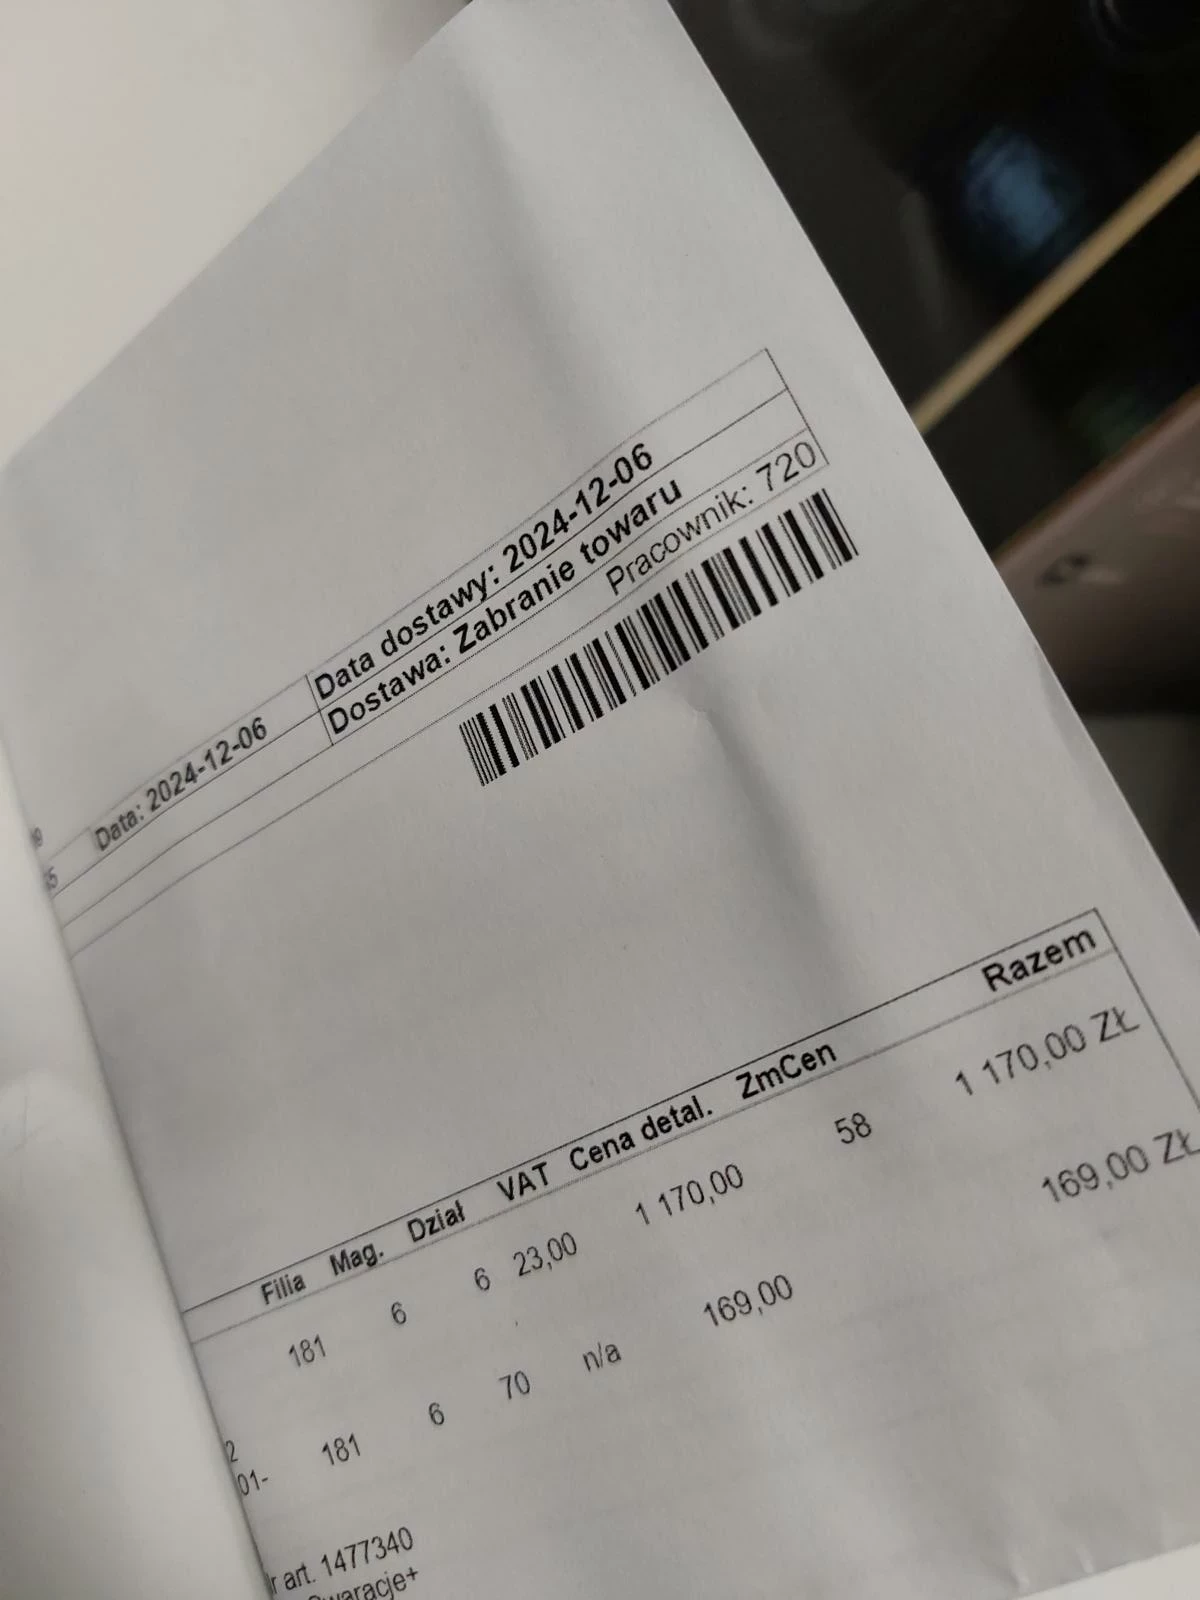 Data: 2024-12-06
Data dostawy: 2024-12-06
Dostawa: Zabranie towaru
Pracownik: 720
Filia Mag. Dział VAT Cena detal. ZmCen Razem
181 6 6 23,00 1 170,00 58 1 170,00 ZŁ
181 6 70 n/a 169,00 169,00 ZŁ
2
01-
r art. 1477340